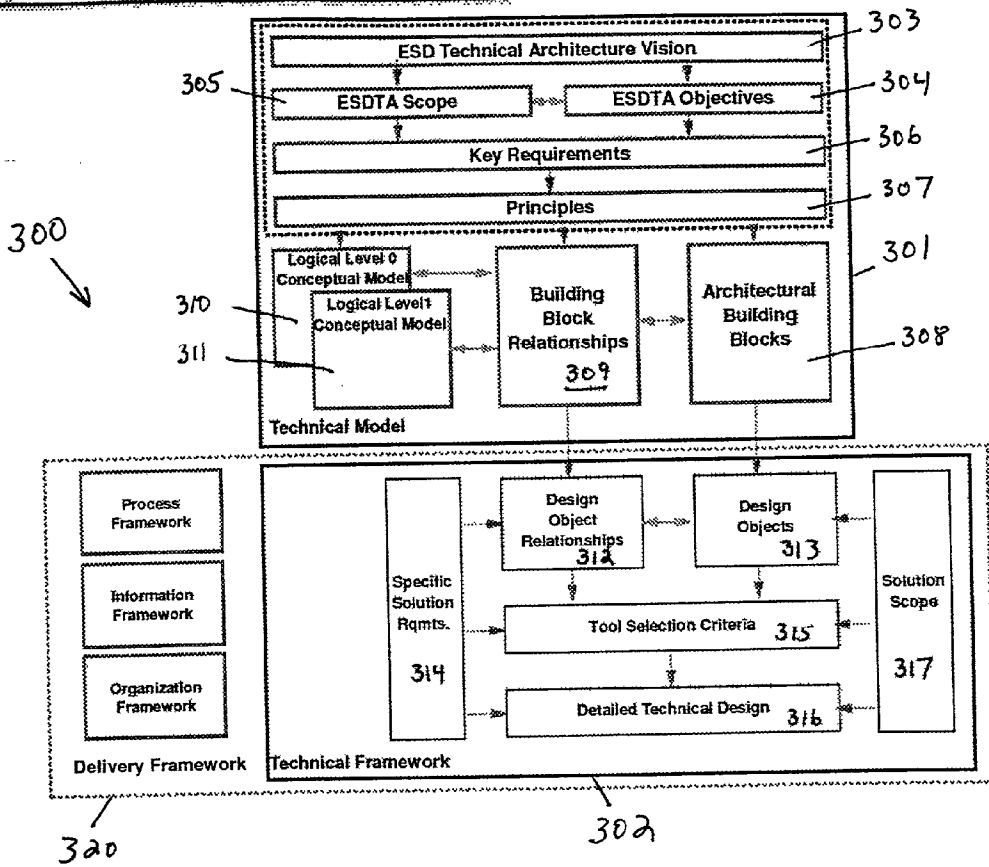 303
ESD Technical Architecture Vision
305
ESDTA Scope
ESDTA Objectives
304
Key Requirements
306
Principles
307
300
Logical Level 0
Conceptual Model
Logical Level1
Conceptual Model
310
311
Building
Block
Relationships
309
Architectural
Building
Blocks
301
308
Technical Model
Process
Framework
Information
Framework
Organization
Framework
Delivery Framework
Specific
Solution
Rqmts.
314
Design
Object
Relationships
312
Design
Objects
313
Tool Selection Criteria
315
Detailed Technical Design
316
Solution
Scope
317
Technical Framework
320
302